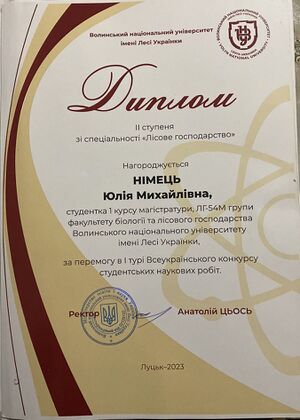 Волинський національний університет
імені Лесі Українки
Диплом
ІІ ступеня
зі спеціальності «Лісове господарство»
Нагороджується
НІМЕЦЬ
Юлія Михайлівна,
студентка 1 курсу магістратури, ЛГ-54М групи
факультету біології та лісового господарства
Волинського національного університету
імені Лесі Українки,
за перемогу в І турі Всеукраїнського конкурсу
студентських наукових робіт.
Ректор Анатолій ЦЬОСЬ
Луцьк–2023